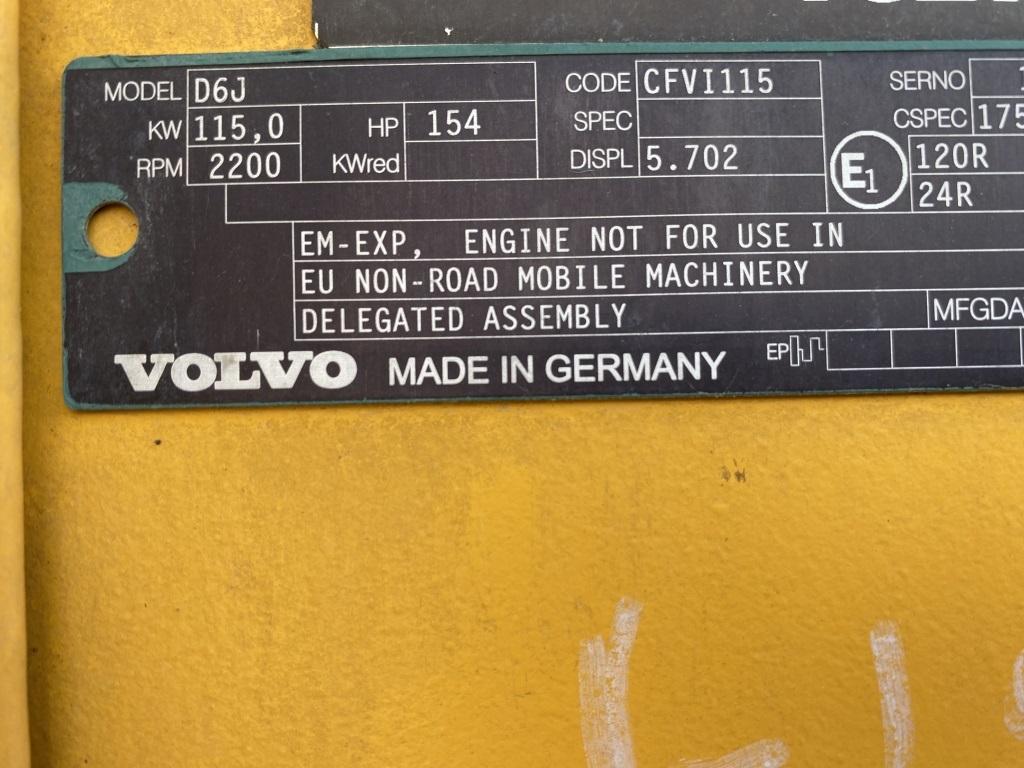 MODEL D6J CODE CFVI115 SERNO
KW 115,0 HP 154 SPEC CSPEC 175
RPM 2200 KWred DISPL 5.702 E1 120R
24R
EM-EXP, ENGINE NOT FOR USE IN
EU NON-ROAD MOBILE MACHINERY
DELEGATED ASSEMBLY MFGDA
VOLVO MADE IN GERMANY EP